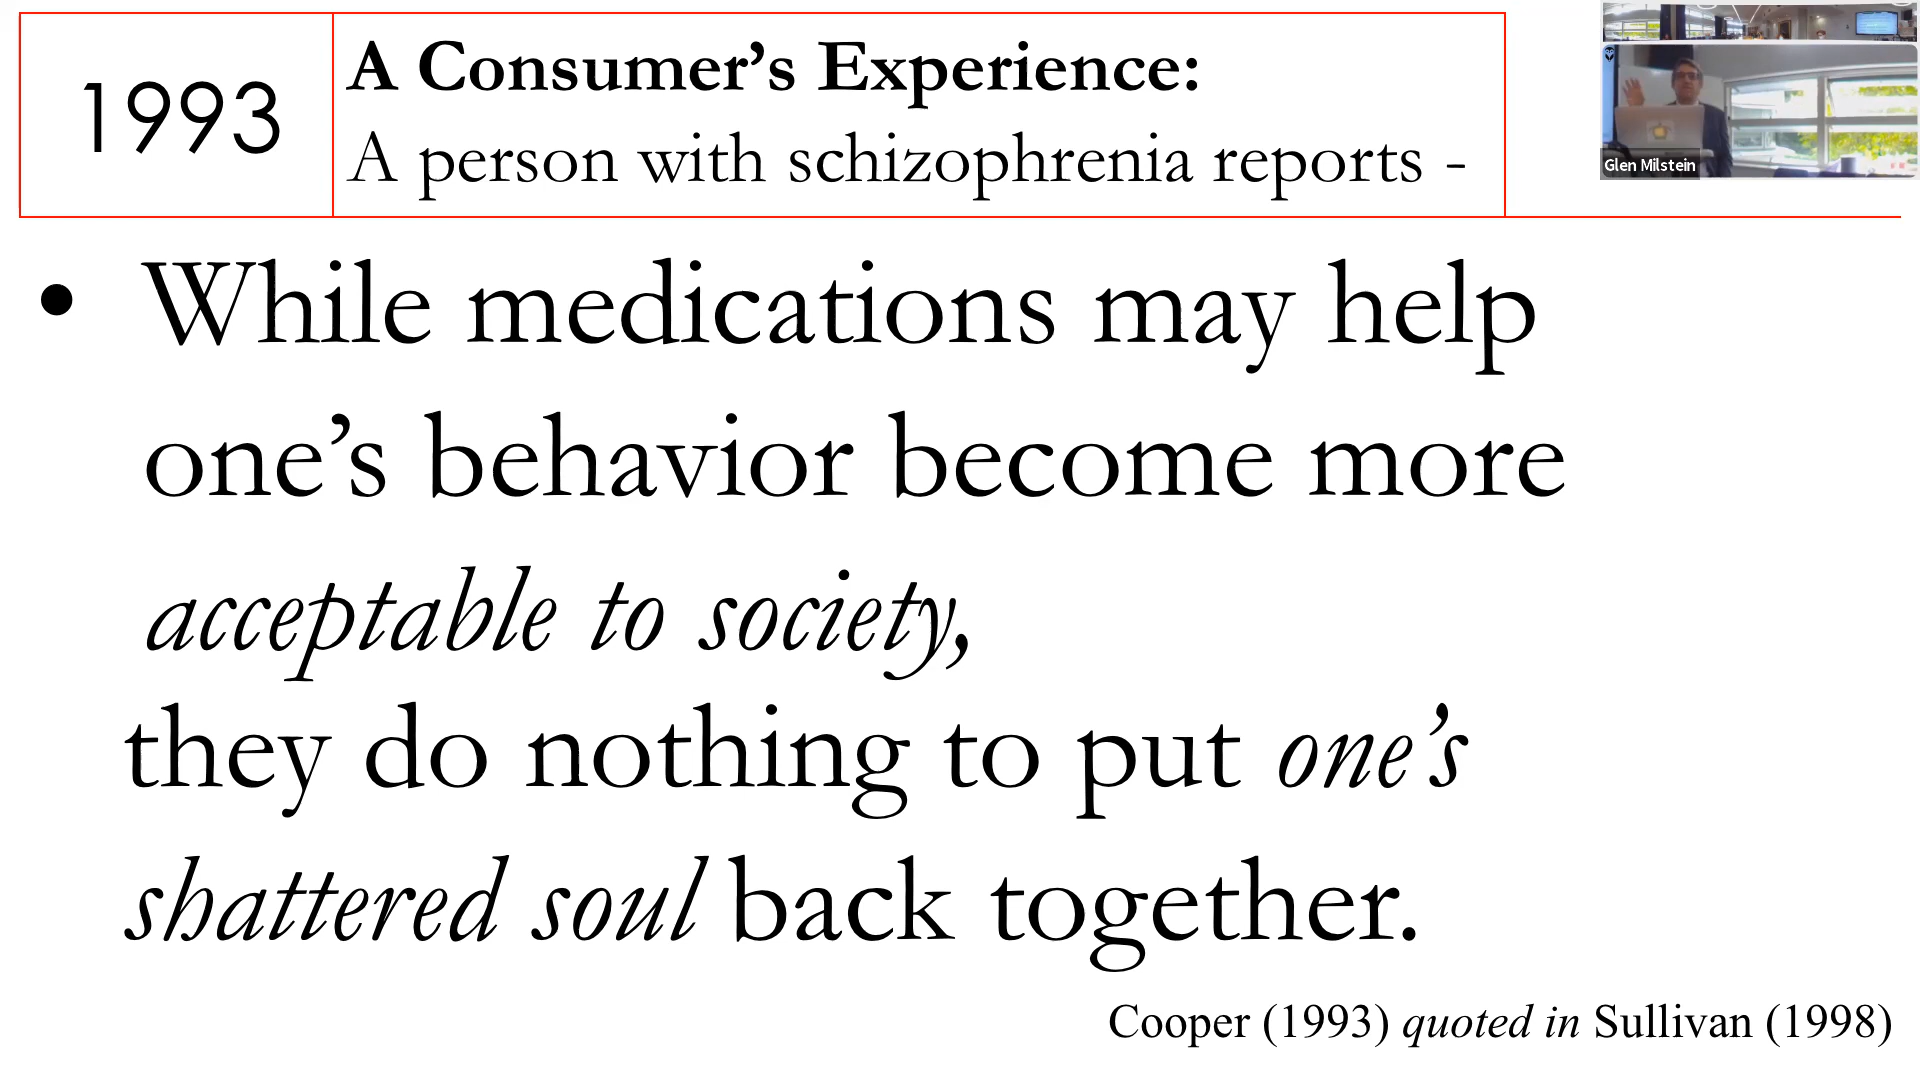 1993
A Consumer’s Experience:
A person with schizophrenia reports -
Glen Milstein
• While medications may help
one’s behavior become more
acceptable to society,
they do nothing to put one’s
shattered soul back together.
Cooper (1993) quoted in Sullivan (1998)